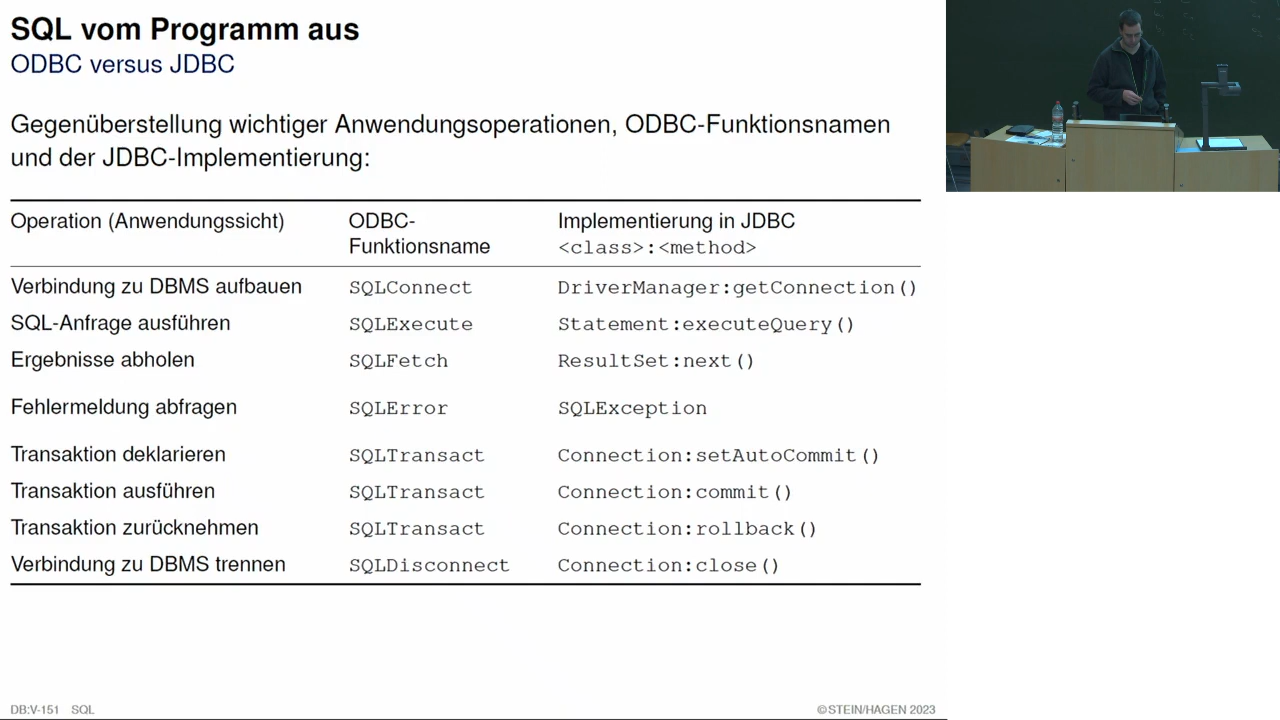 SQL vom Programm aus
ODBC versus JDBC
Gegenüberstellung wichtiger Anwendungsoperationen, ODBC-Funktionsnamen
und der JDBC-Implementierung:
Operation (Anwendungssicht) ODBC- Implementierung in JDBC
Funktionsname <class>:<method>
Verbindung zu DBMS aufbauen SQLConnect DriverManager:getConnection()
SQL-Anfrage ausführen SQLExecute Statement:executeQuery()
Ergebnisse abholen SQLFetch ResultSet:next()
Fehlermeldung abfragen SQLError SQLException
Transaktion deklarieren SQLTransact Connection:setAutoCommit()
Transaktion ausführen SQLTransact Connection:commit()
Transaktion zurücknehmen SQLTransact Connection:rollback()
Verbindung zu DBMS trennen SQLDisconnect Connection:close()
DB:V-151 SQL ©STEIN/HAGEN 2023